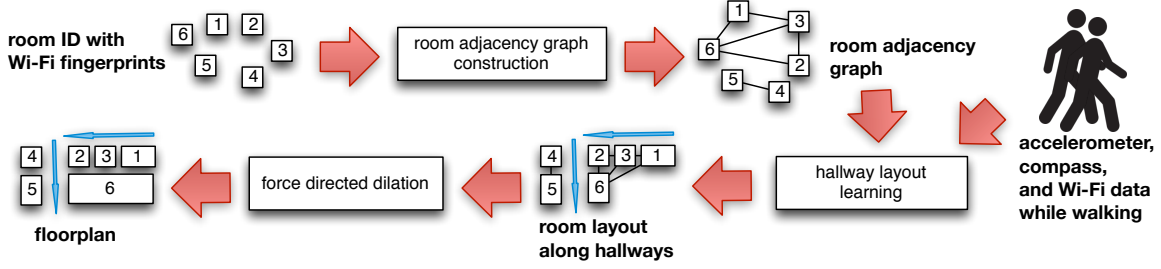 room ID with
Wi-Fi fingerprints
6
1
2
3
5
4
room adjacency graph
construction
1
3
6
2
5
4
room adjacency
graph
accelerometer,
compass,
and Wi-Fi data
while walking
hallway layout
learning
4
2 3 1
5
6
room layout
along hallways
force directed dilation
4
2 3 1
5
6
floorplan